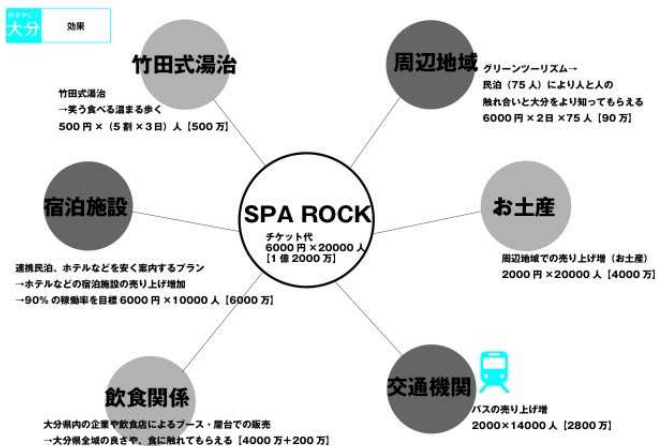 大分
効果
竹田式湯治
竹田式湯治
→笑う食べる温まる歩く
500円×(5割×3日)人【500万】
周辺地域
グリーンツーリズム→
民泊(75人)により人と人の
触れ合いと大分をより知ってもらえる
6000円×2日×75人【90万】
宿泊施設
連携民泊、ホテルなどを安く案内するプラン
→ホテルなどの宿泊施設の売り上げ増加
→90%の稼働率を目標6000円×10000人【6000万】
SPA ROCK
チケット代
6000円×20000人
【1億2000万】
お土産
周辺地域での売り上げ増(お土産)
2000円×20000人【4000万】
飲食関係
大分県内の企業や飲食店によるブース・屋台での販売
→大分県全域の良さや、食に触れてもらえる【4000万+200万】
交通機関
バスの売り上げ増
2000×14000人【2800万】